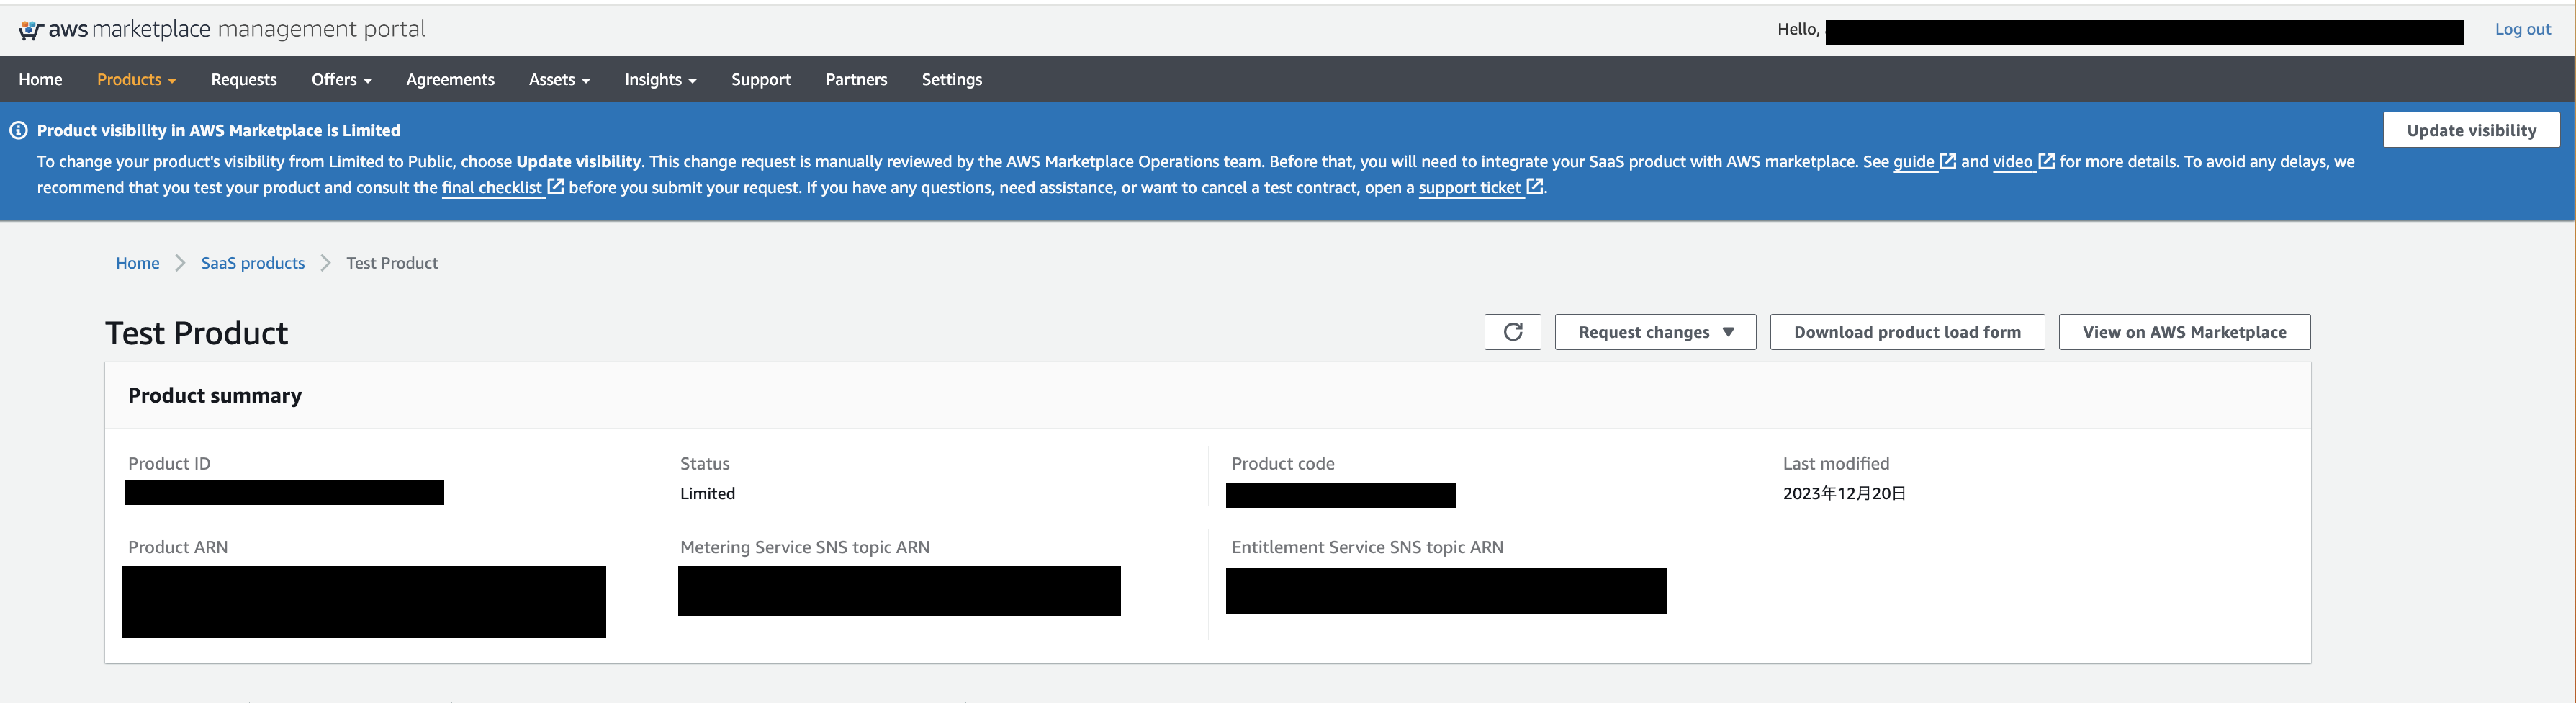 aws marketplace management portal
Hello,
Log out
Home Products Requests Offers Agreements Assets Insights Support Partners Settings
Product visibility in AWS Marketplace is Limited
Update visibility
To change your product's visibility from Limited to Public, choose Update visibility. This change request is manually reviewed by the AWS Marketplace Operations team. Before that, you will need to integrate your SaaS product with AWS marketplace. See guide and video for more details. To avoid any delays, we
recommend that you test your product and consult the final checklist before you submit your request. If you have any questions, need assistance, or want to cancel a test contract, open a support ticket.
Home SaaS products Test Product
Test Product
Request changes
Download product load form
View on AWS Marketplace
Product summary
Product ID
Status
Limited
Product code
Last modified
2023年12月20日
Product ARN
Metering Service SNS topic ARN
Entitlement Service SNS topic ARN